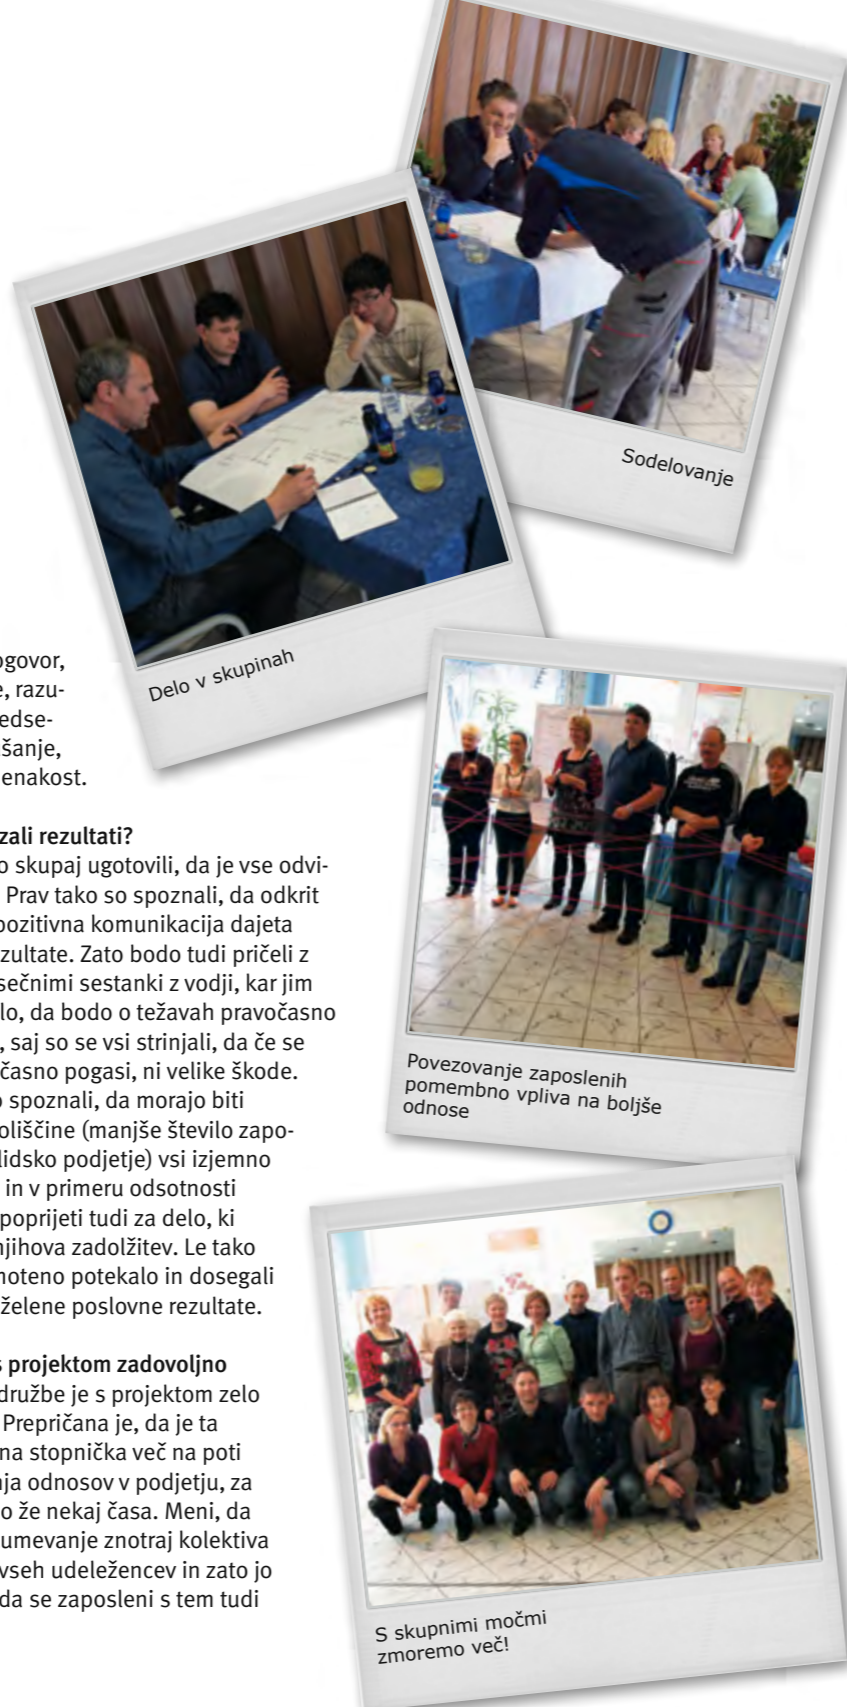 Sodelovanje
Delo v skupinah
ogovor,
e, razu-
edse-
šanje,
enakost.
zali rezultati?
o skupaj ugotovili, da je vse odvi-
Prav tako so spoznali, da odkrit
pozitivna komunikacija dajeta
zultate. Zato bodo tudi pričeli z
sečnimi sestanki z vodji, kar jim
lo, da bodo o težavah pravočasno
, saj so se vsi strinjali, da če se
časno pogasi, ni velike škode.
o spoznali, da morajo biti
oliščine (manjše število zapo-
lidsko podjetje) vsi izjemno
in v primeru odsotnosti
poprijeti tudi za delo, ki
njihova zadolžitev. Le tako
noteno potekalo in dosegali
želene poslovne rezultate.
s projektom zadovoljno
družbe je s projektom zelo
Prepričana je, da je ta
na stopnička več na poti
nja odnosov v podjetju, za
o že nekaj časa. Meni, da
umevanje znotraj kolektiva
vseh udeležencev in zato jo
da se zaposleni s tem tudi
Povezovanje zaposlenih
pomembno vpliva na boljše
odnose
S skupnimi močmi
zmoremo več!